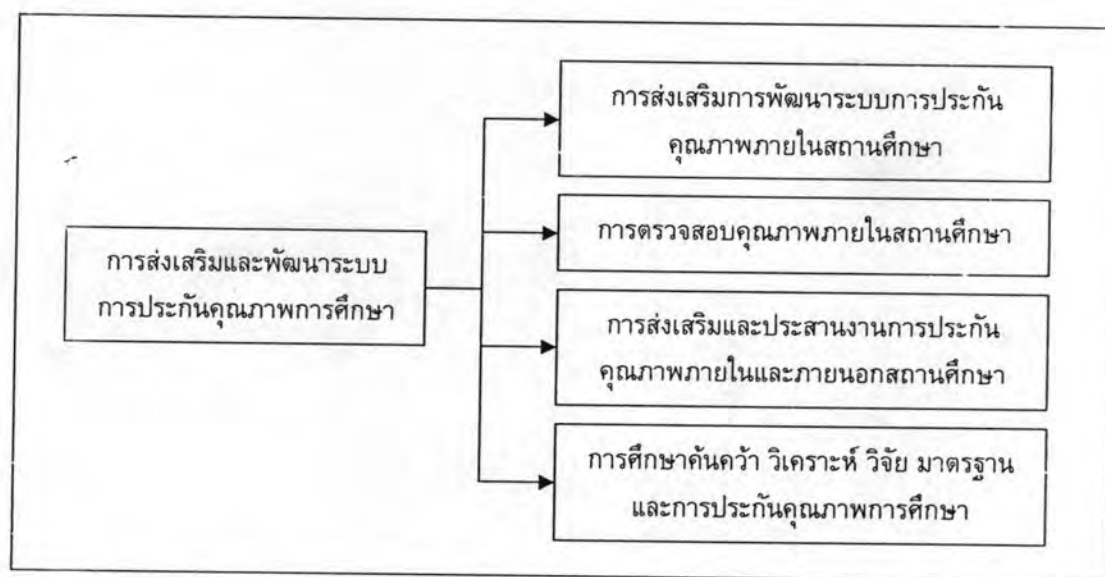 การส่งเสริมและพัฒนาระบบ
การประกันคุณภาพการศึกษา
การส่งเสริมการพัฒนาระบบการประกัน
คุณภาพภายในสถานศึกษา
การตรวจสอบคุณภาพภายในสถานศึกษา
การส่งเสริมและประสานงานการประกัน
คุณภาพภายในและภายนอกสถานศึกษา
การศึกษาค้นคว้า วิเคราะห์ วิจัย มาตรฐาน
และการประกันคุณภาพการศึกษา